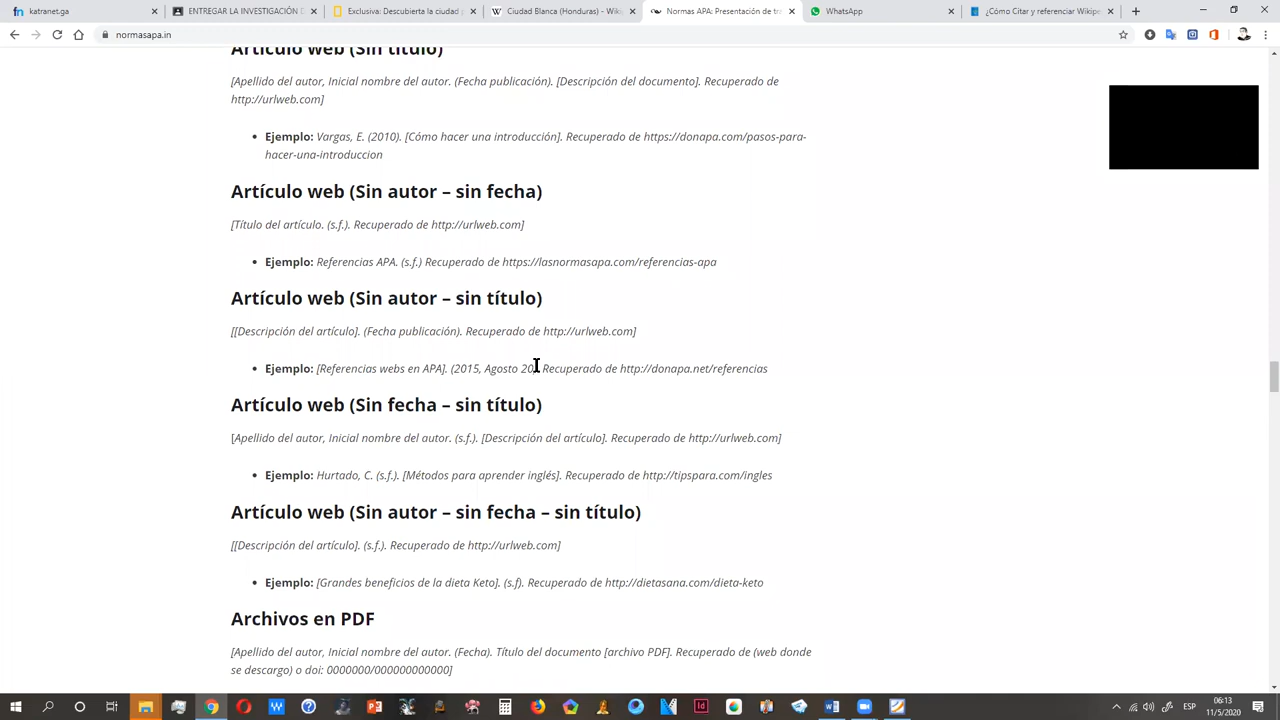 katranet.gs
ENTREGAR LA INVESTIGACIÓN D
Exclusiva: Descubierta la ciudad p
Ciudad Blanca (Honduras) - Wiki
Normas APA: Presentación de tr
WhatsApp
¿Cómo Citar y referenciar Wikipe
normasapa.in
Artículo web (Sin título)
[Apellido del autor, Inicial nombre del autor. (Fecha publicación). [Descripción del documento]. Recuperado de
http://urlweb.com]
Ejemplo: Vargas, E. (2010). [Cómo hacer una introducción]. Recuperado de https://donapa.com/pasos-para-
hacer-una-introduccion
Artículo web (Sin autor – sin fecha)
[Título del artículo. (s.f.). Recuperado de http://urlweb.com]
Ejemplo: Referencias APA. (s.f.) Recuperado de https://lasnormasapa.com/referencias-apa
Artículo web (Sin autor – sin título)
[[Descripción del artículo]. (Fecha publicación). Recuperado de http://urlweb.com]
Ejemplo: [Referencias webs en APA]. (2015, Agosto 20). Recuperado de http://donapa.net/referencias
Artículo web (Sin fecha – sin título)
[Apellido del autor, Inicial nombre del autor. (s.f.). [Descripción del artículo]. Recuperado de http://urlweb.com]
Ejemplo: Hurtado, C. (s.f.). [Métodos para aprender inglés]. Recuperado de http://tipspara.com/ingles
Artículo web (Sin autor – sin fecha – sin título)
[[Descripción del artículo]. (s.f.). Recuperado de http://urlweb.com]
Ejemplo: [Grandes beneficios de la dieta Keto]. (s.f). Recuperado de http://dietasana.com/dieta-keto
Archivos en PDF
[Apellido del autor, Inicial nombre del autor. (Fecha). Título del documento [archivo PDF]. Recuperado de (web donde
se descargo) o doi: 0000000/000000000000]
ESP
06:13
11/5/2020